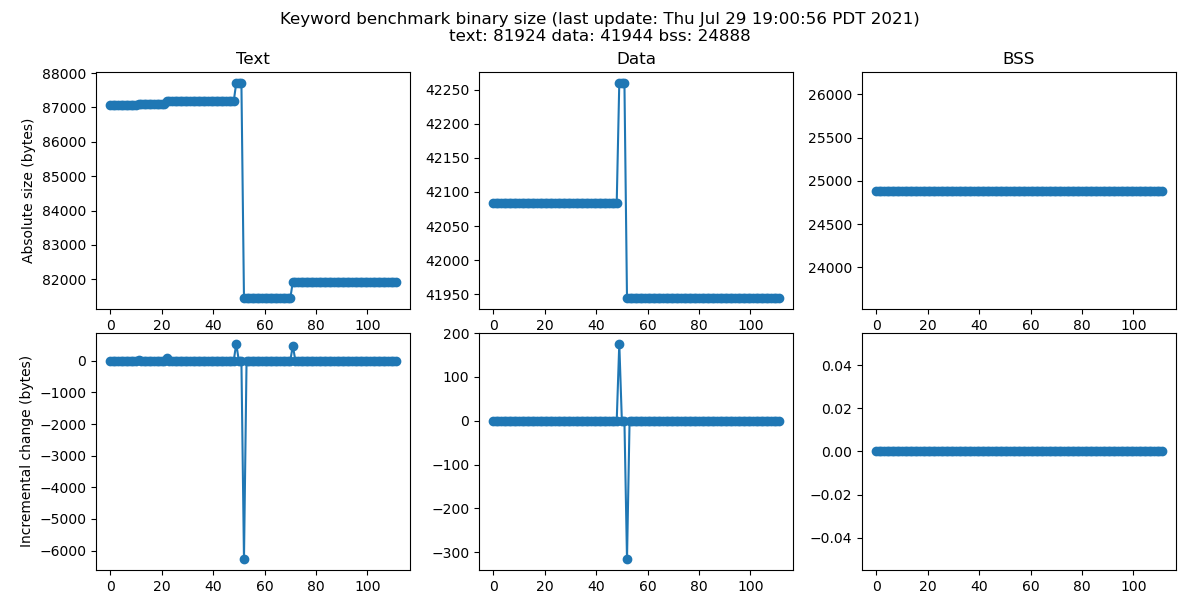 Keyword benchmark binary size (last update: Thu Jul 29 19:00:56 PDT 2021)
text: 81924 data: 41944 bss: 24888
Text
Data
BSS
Absolute size (bytes)
88000
87000
86000
85000
84000
83000
82000
0 20 40 60 80 100
42250
42200
42150
42100
42050
42000
41950
0 20 40 60 80 100
26000
25500
25000
24500
24000
0 20 40 60 80 100
Incremental change (bytes)
0
−1000
−2000
−3000
−4000
−5000
−6000
0 20 40 60 80 100
200
100
0
−100
−200
−300
0 20 40 60 80 100
0.04
0.02
0.00
−0.02
−0.04
0 20 40 60 80 100